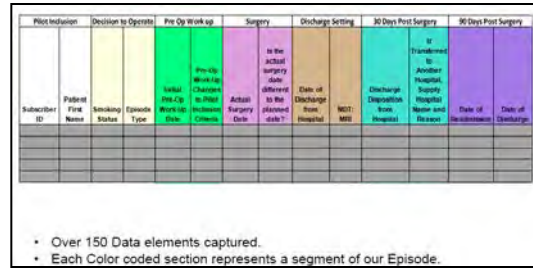 Pilot Inclusion Decision to Operate Pre Op Work up Surgery Discharge Setting 30 Days Post Surgery 90 Days Post Surgery
Subscriber ID
Patient First Name
Smoking Status
Episode Type
Initial Pre-Op Work-up Date
Pre-Op Work-Up Changes to Pilot Inclusion Criteria
Actual Surgery Date
Is the actual surgery date different to the planned date?
Date of Discharge from Hospital
NDT: MRI
Discharge Disposition from Hospital
If Transferred to Another Hospital, Supply Hospital Name and Reason
Date of Readmission
Date of Discharge
• Over 150 Data elements captured.
• Each Color coded section represents a segment of our Episode.